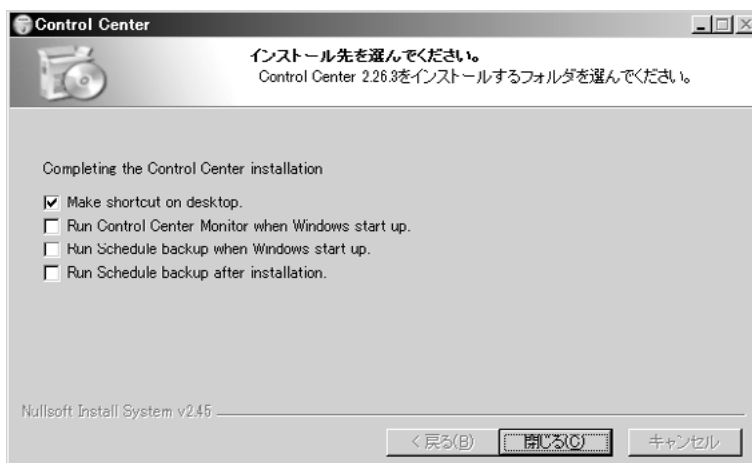 Control Center
インストール先を選んでください。
Control Center 2.26.3をインストールするフォルダを選んでください。
Completing the Control Center installation
Make shortcut on desktop.
Run Control Center Monitor when Windows start up.
Run Schedule backup when Windows start up.
Run Schedule backup after installation.
Nullsoft Install System v2.45
< 戻る(B)
閉じる(C)
キャンセル